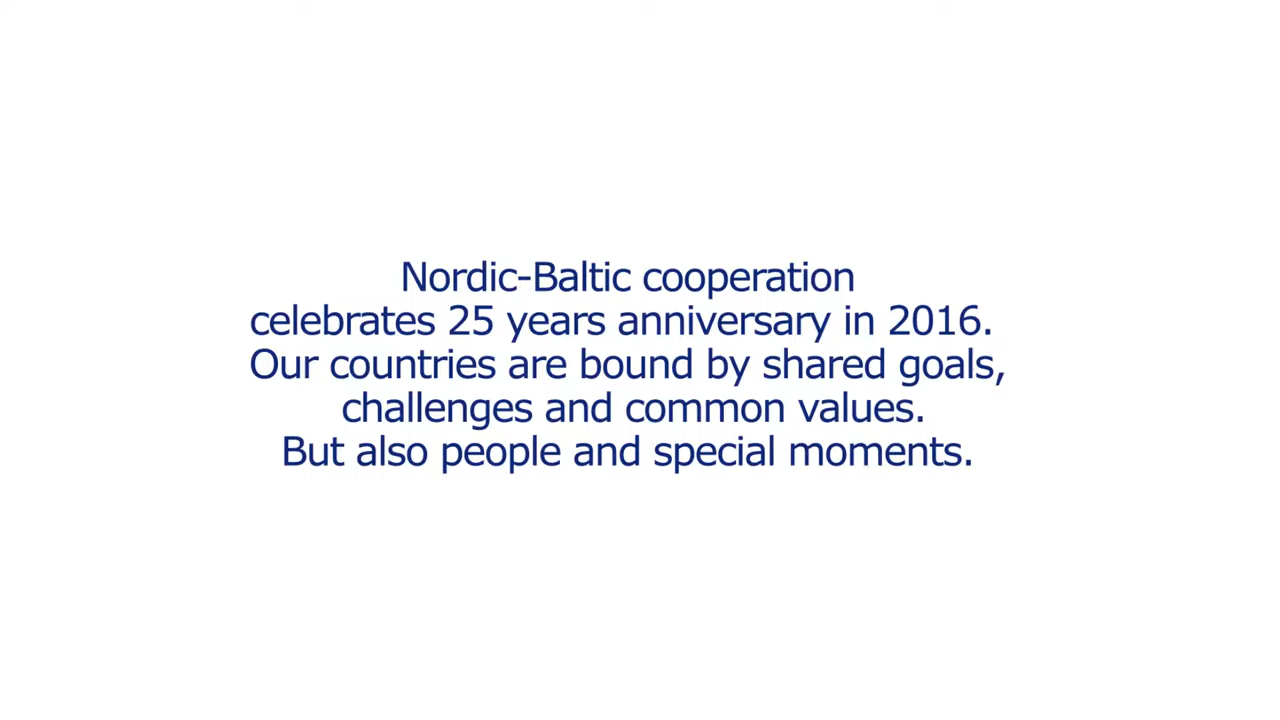 Nordic-Baltic cooperation
celebrates 25 years anniversary in 2016.
Our countries are bound by shared goals,
challenges and common values.
But also people and special moments.